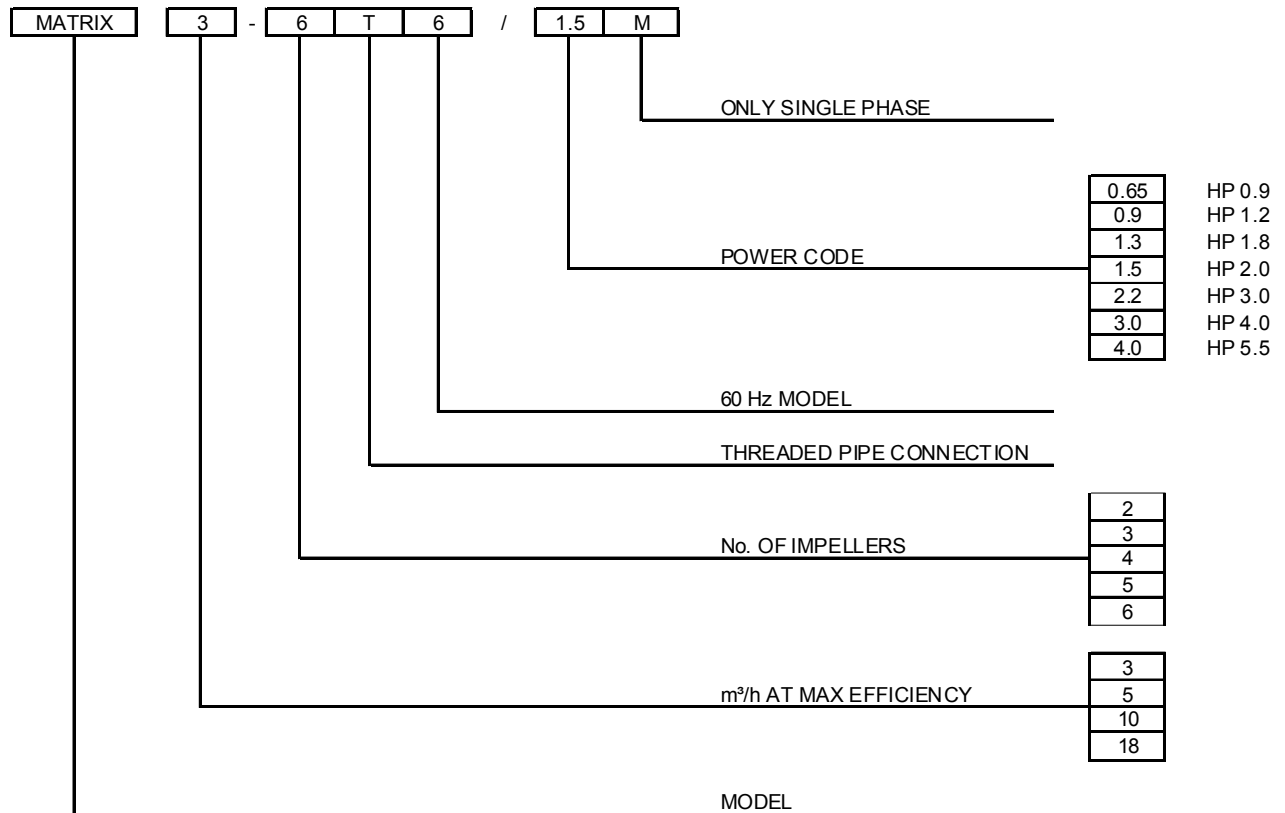 MATRIX 3 - 6 T 6 / 1.5 M
ONLY SINGLE PHASE
0.65 HP 0.9
0.9 HP 1.2
1.3 HP 1.8
POWER CODE
1.5 HP 2.0
2.2 HP 3.0
3.0 HP 4.0
4.0 HP 5.5
60 Hz MODEL
THREADED PIPE CONNECTION
2
3
No. OF IMPELLERS
4
5
6
3
m³/h AT MAX EFFICIENCY
5
10
18
MODEL